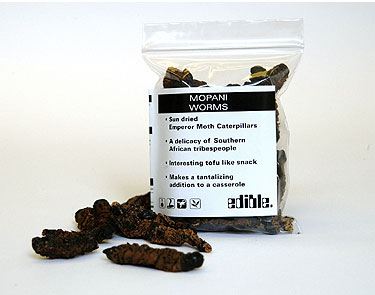 MOPANI
WORMS
• Sun dried
Emperor Moth Caterpillars
• A delicacy of Southern
African tribespeople
• Interesting tofu like snack
• Makes a tantalizing
addition to a casserole
edible.